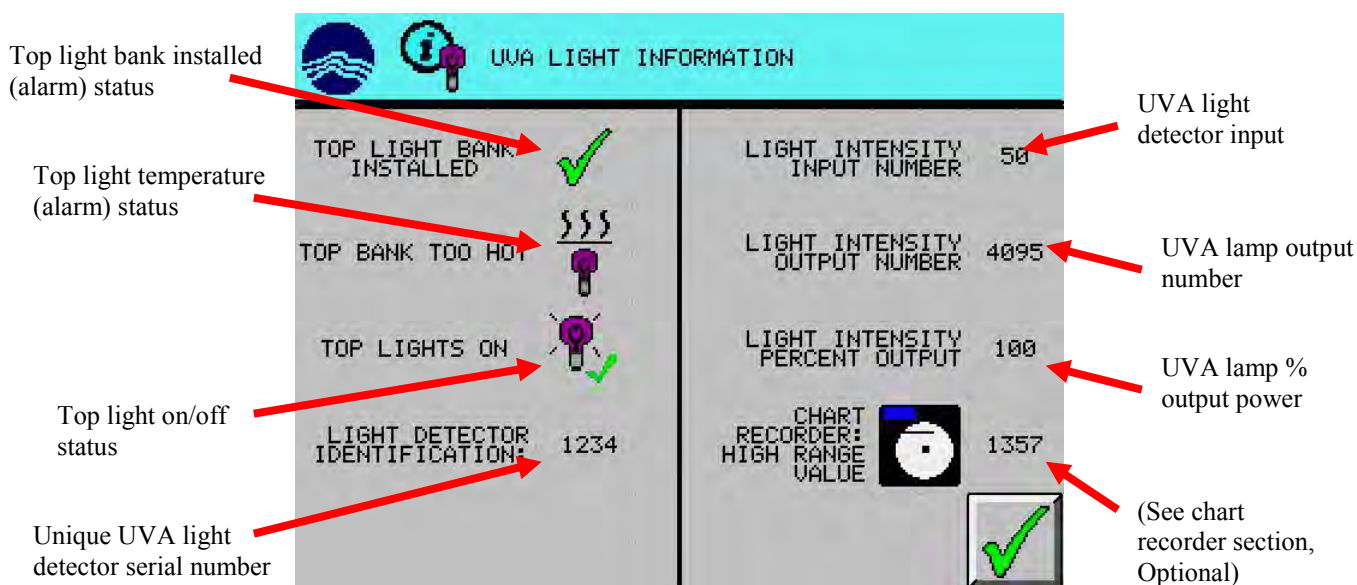 Top light bank installed
(alarm) status
Top light temperature
(alarm) status
Top light on/off
status
Unique UVA light
detector serial number
i
UVA LIGHT INFORMATION
TOP LIGHT BANK
INSTALLED
TOP BANK TOO HOT
TOP LIGHTS ON
LIGHT DETECTOR
IDENTIFICATION:
1234
LIGHT INTENSITY
INPUT NUMBER
50
LIGHT INTENSITY
OUTPUT NUMBER
4095
LIGHT INTENSITY
PERCENT OUTPUT
100
CHART
RECORDER:
HIGH RANGE
VALUE
1357
UVA light
detector input
UVA lamp output
number
UVA lamp %
output power
(See chart
recorder section,
Optional)